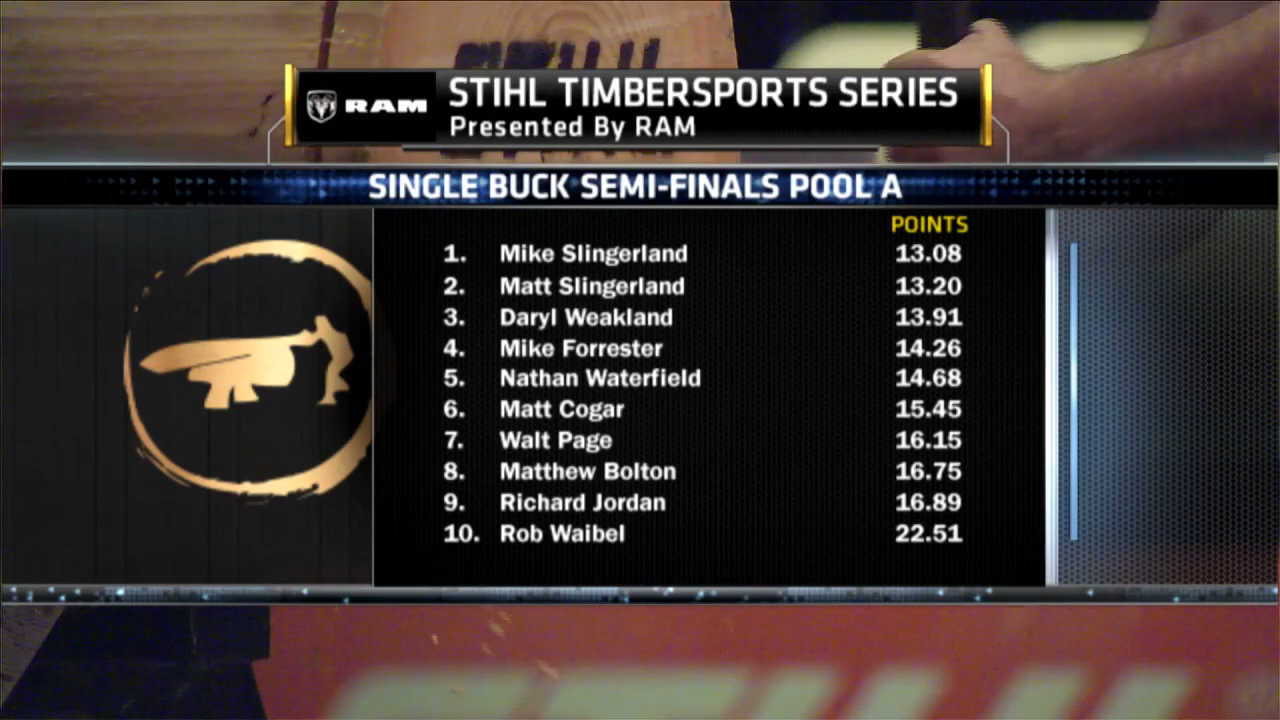 RAM
STIHL TIMBERSPORTS SERIES
Presented By RAM
SINGLE BUCK SEMI-FINALS POOL A
POINTS
1. Mike Slingerland 13.08
2. Matt Slingerland 13.20
3. Daryl Weakland 13.91
4. Mike Forrester 14.26
5. Nathan Waterfield 14.68
6. Matt Cogar 15.45
7. Walt Page 16.15
8. Matthew Bolton 16.75
9. Richard Jordan 16.89
10. Rob Waibel 22.51